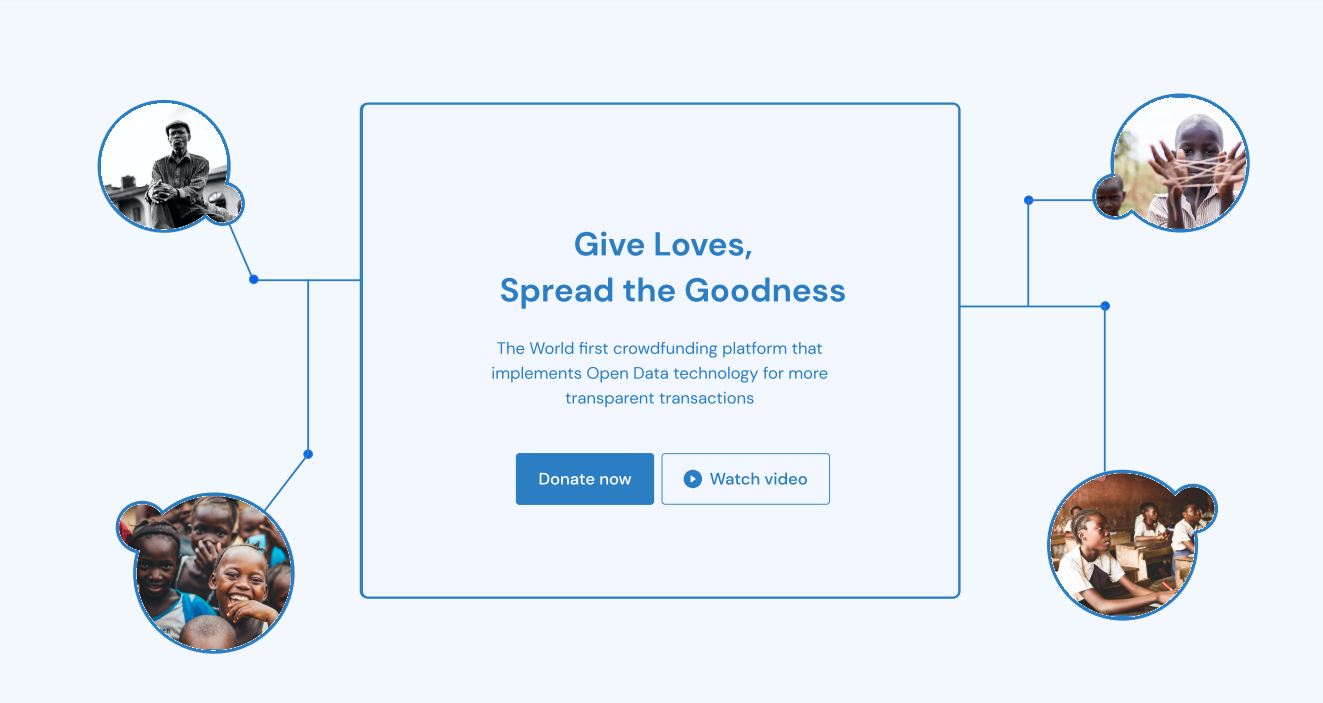 Give Loves,
Spread the Goodness
The World first crowdfunding platform that
implements Open Data technology for more
transparent transactions
Donate now
Watch video